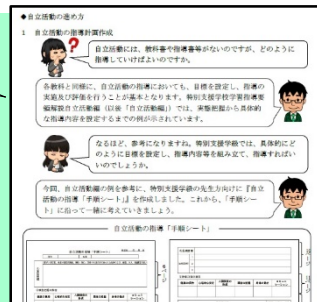 ◆自立活動の進め方
1 自立活動の指導計画作成
自立活動には、教科書や指導書等がないのですが、どのように
指導していけばよいのですか。
各教科と同様に、自立活動の指導においても、目標を設定し、指導の
実施及び評価を行うことが基本となります。特別支援学校学習指導要
領解説自立活動編(以後「自立活動編」)では、実態把握から具体的
な指導内容を設定するまでの例が示されています。
なるほど、参考になりますね。特別支援学級では、具体的にど
のように目標を設定し、指導内容等を組み立て、指導すればい
いのでしょうか。
今回、自立活動編の例を参考に、特別支援学級の先生方向けに『自立
活動の指導「手順シート」』を作成しました。これから、「手順シー
ト」に沿って一緒に考えていきましょう。
自立活動の指導「手順シート」